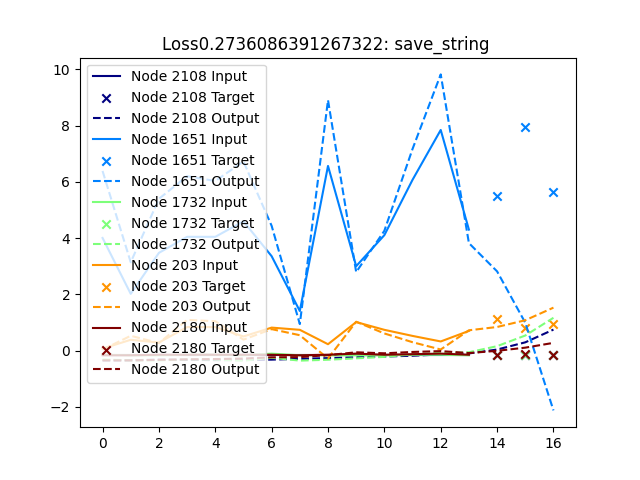 Loss0.2736086391267322: save_string
10
8
6
4
2
0
−2
Node 2108 Input
Node 2108 Target
Node 2108 Output
Node 1651 Input
Node 1651 Target
Node 1651 Output
Node 1732 Input
Node 1732 Target
Node 1732 Output
Node 203 Input
Node 203 Target
Node 203 Output
Node 2180 Input
Node 2180 Target
Node 2180 Output
0 2 4 6 8 10 12 14 16